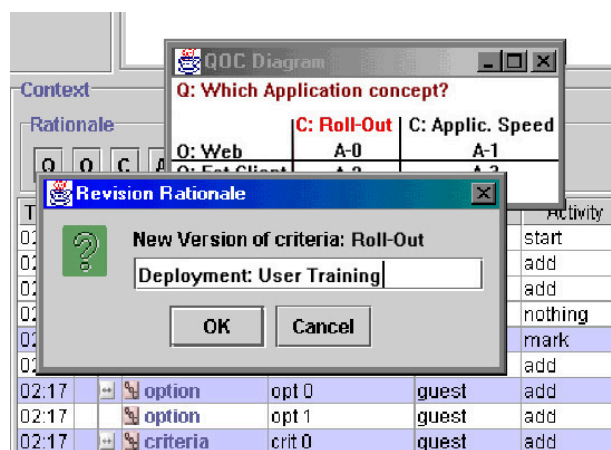 QOC Diagram
Context
Q: Which Application concept?
Rationale
C: Roll-Out C: Applic. Speed
O: Web A-0 A-1
Q O C A
Revision Rationale
Activity
New Version of criteria: Roll-Out
start
Deployment: User Training
add
add
nothing
OK Cancel
mark
add
02:17 option opt 0 guest add
02:17 option opt 1 guest add
02:17 criteria crit 0 guest add